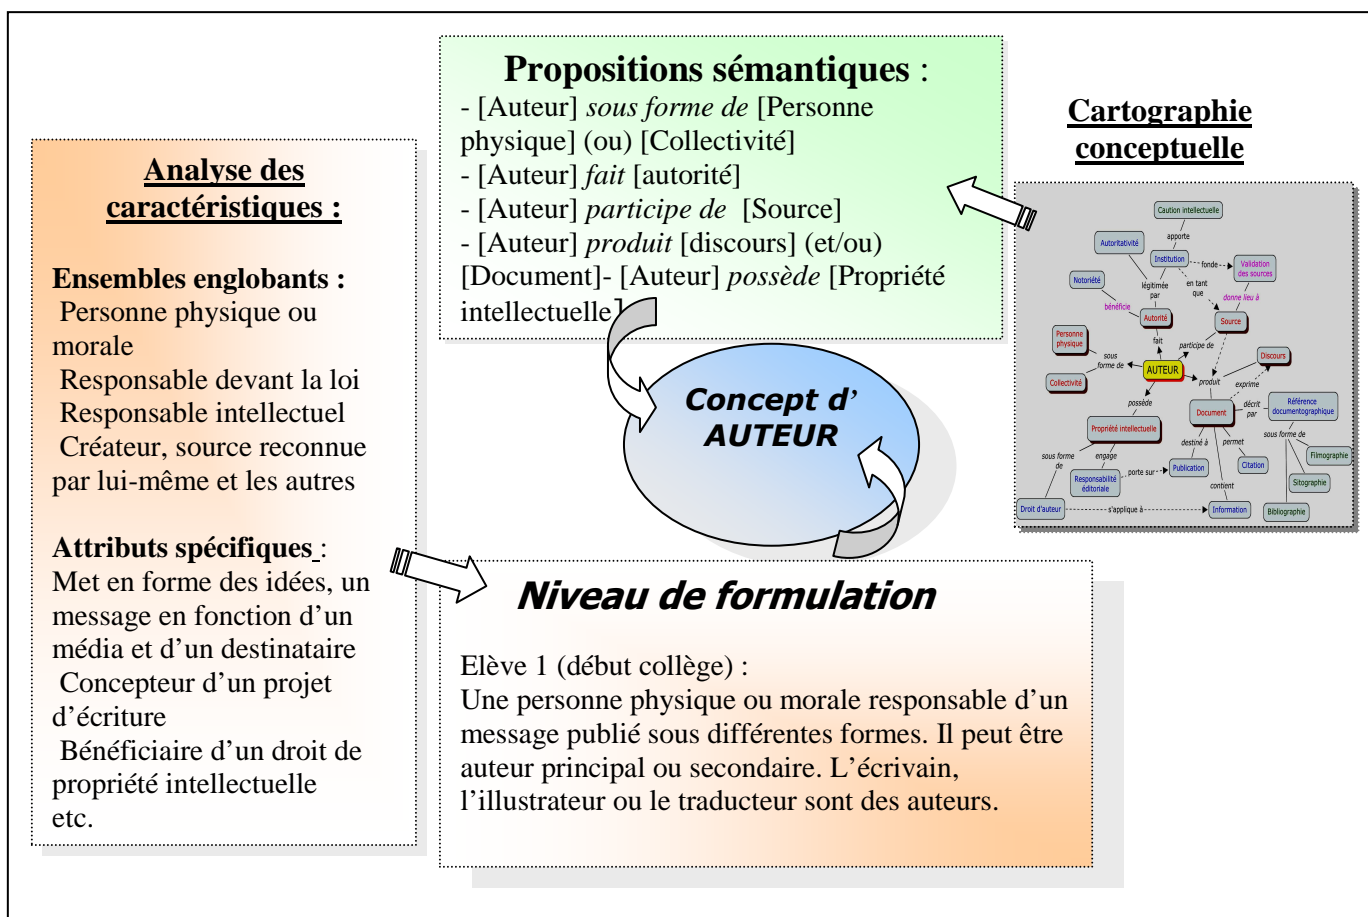 Propositions sémantiques :
- [Auteur] sous forme de [Personne
physique] (ou) [Collectivité]
- [Auteur] fait [autorité]
- [Auteur] participe de [Source]
- [Auteur] produit [discours] (et/ou)
[Document]- [Auteur] possède [Propriété
intellectuelle]
Cartographie
conceptuelle
Caution intellectuelle
apporte
Autoritativité
Institution
fonde
Validation
des sources
Notoriété
légitimée
par
en tant
que
donne lieu à
bénéficie
Autorité
Source
fait
participe de
Personne
physique
sous
forme de
Collectivité
AUTEUR
Discours
produit
exprime
possède
Document
décrit
par
Référence
documentographique
Propriété intellectuelle
destiné à
permet
sous forme de
sous forme
de
engage
Filmographie
Responsabilité
éditoriale
porte sur
Publication
Citation
Sitographie
contient
Droit d'auteur
s'applique à
Information
Bibliographie
Analyse des
caractéristiques :
Ensembles englobants :
Personne physique ou
morale
Responsable devant la loi
Responsable intellectuel
Créateur, source reconnue
par lui-même et les autres
Attributs spécifiques :
Met en forme des idées, un
message en fonction d’un
média et d’un destinataire
Concepteur d’un projet
d’écriture
Bénéficiaire d’un droit de
propriété intellectuelle
etc.
Concept d’
AUTEUR
Niveau de formulation
Elève 1 (début collège) :
Une personne physique ou morale responsable d’un
message publié sous différentes formes. Il peut être
auteur principal ou secondaire. L’écrivain,
l’illustrateur ou le traducteur sont des auteurs.